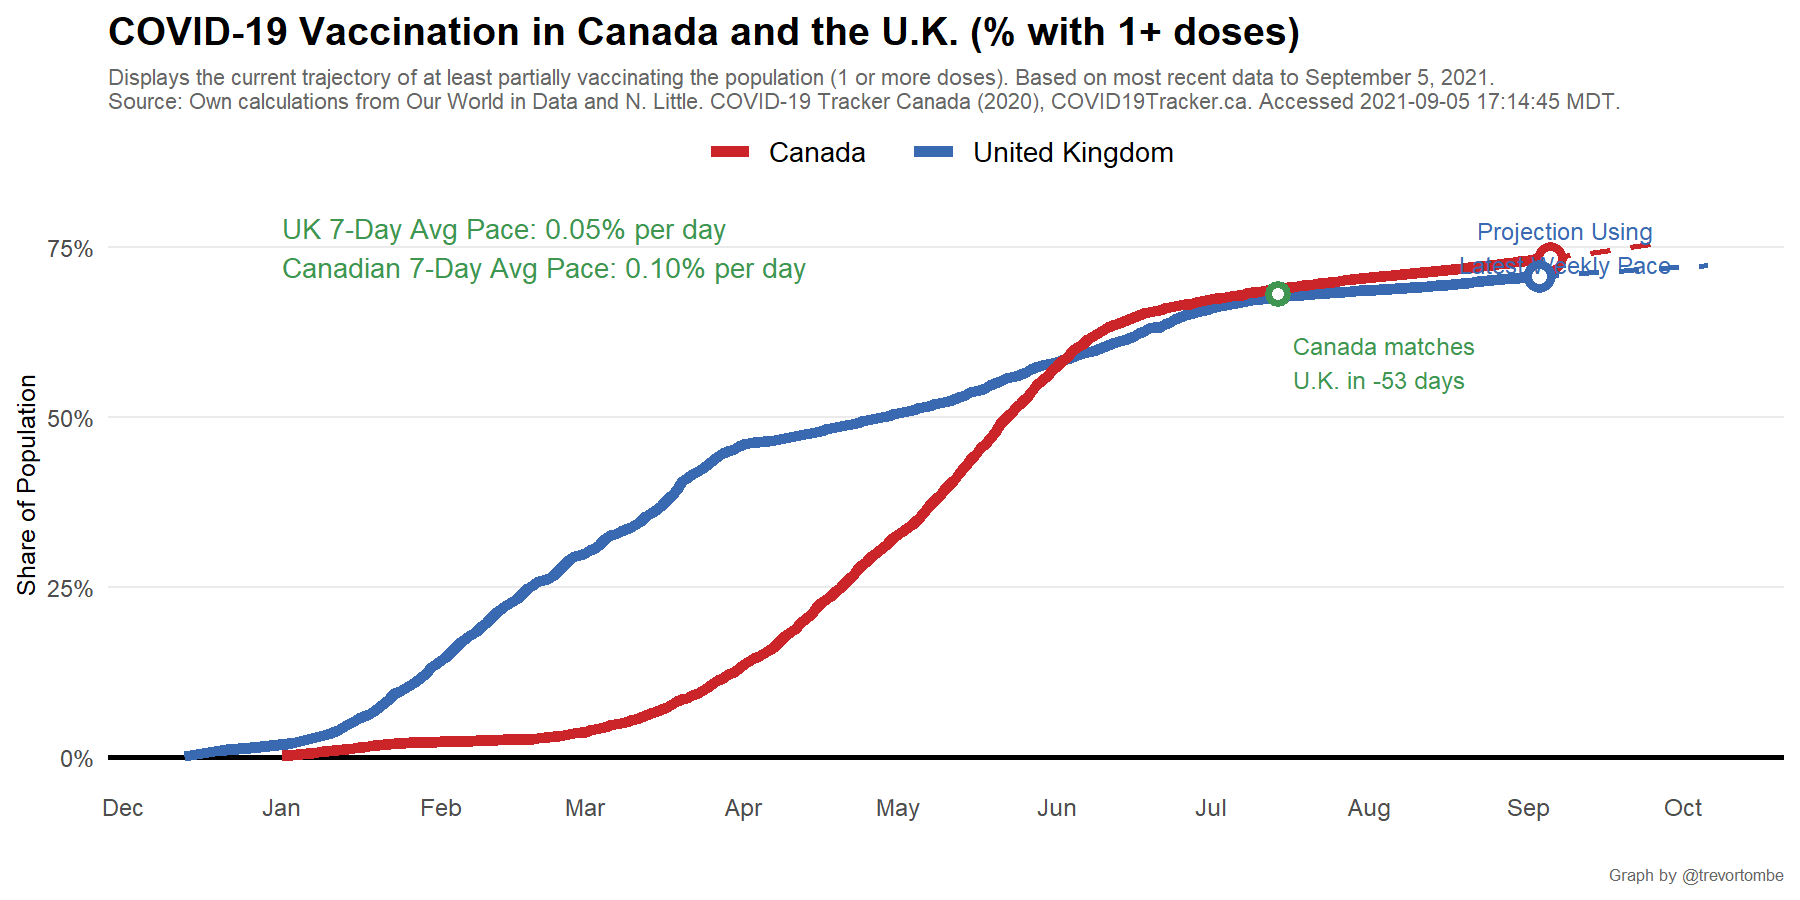 COVID-19 Vaccination in Canada and the U.K. (% with 1+ doses)
Displays the current trajectory of at least partially vaccinating the population (1 or more doses). Based on most recent data to September 5, 2021.
Source: Own calculations from Our World in Data and N. Little. COVID-19 Tracker Canada (2020), COVID19Tracker.ca. Accessed 2021-09-05 17:14:45 MDT.
Canada
United Kingdom
UK 7-Day Avg Pace: 0.05% per day
Canadian 7-Day Avg Pace: 0.10% per day
Projection Using
Latest Weekly Pace
Canada matches
U.K. in -53 days
Share of Population
75%
50%
25%
0%
Dec
Jan
Feb
Mar
Apr
May
Jun
Jul
Aug
Sep
Oct
Graph by @trevortombe